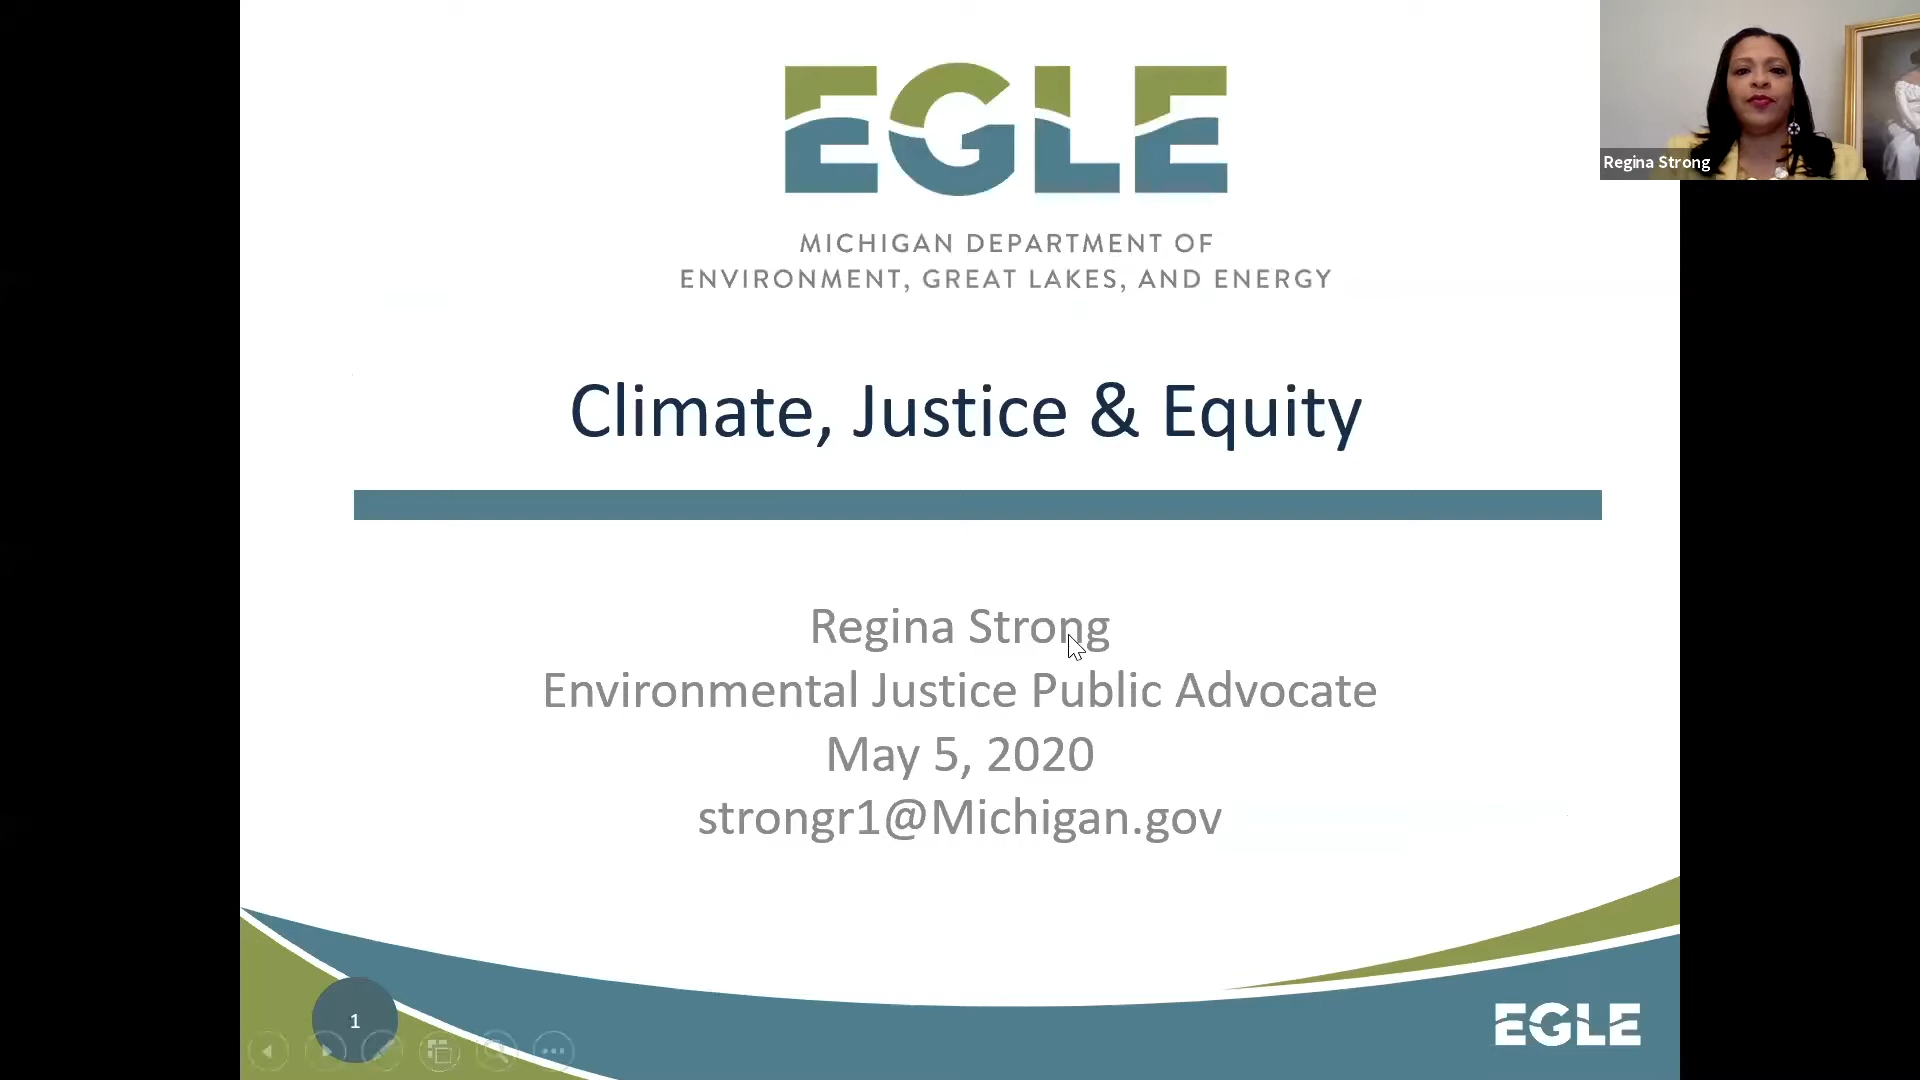 EGLE
MICHIGAN DEPARTMENT OF
ENVIRONMENT, GREAT LAKES, AND ENERGY
Regina Strong
Climate, Justice & Equity
Regina Strong
Environmental Justice Public Advocate
May 5, 2020
strongr1@Michigan.gov
1
EGLE